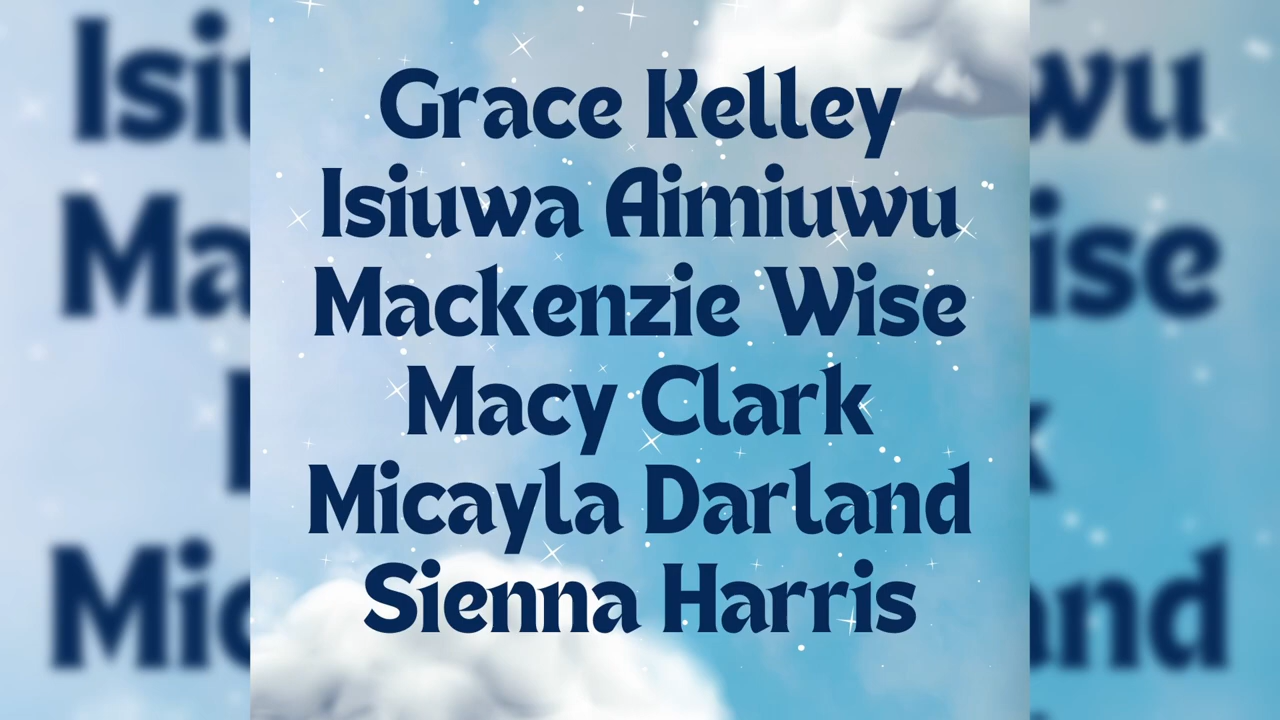 Grace Kelley
Isiuwa Aimiuwu
Mackenzie Wise
Macy Clark
Micayla Darland
Sienna Harris